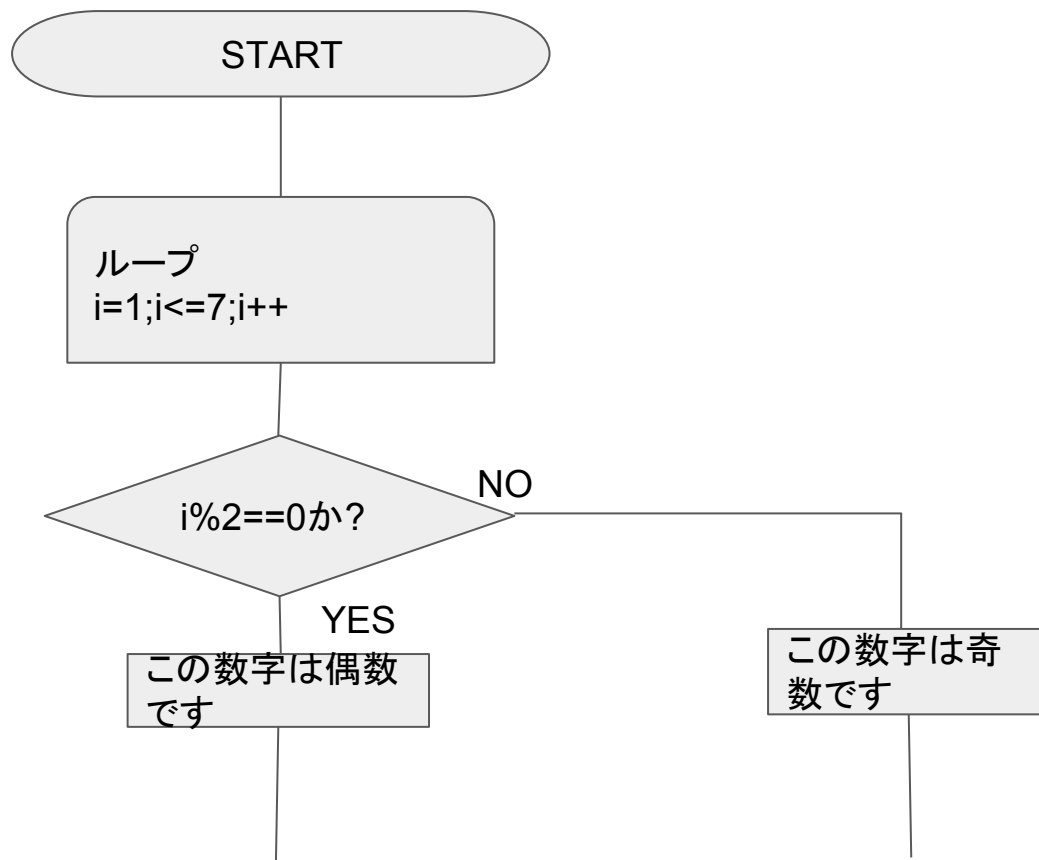 START
ループ
i=1;i<=7;i++
i%2==0か?
NO
YES
この数字は偶数
です
この数字は奇
数です